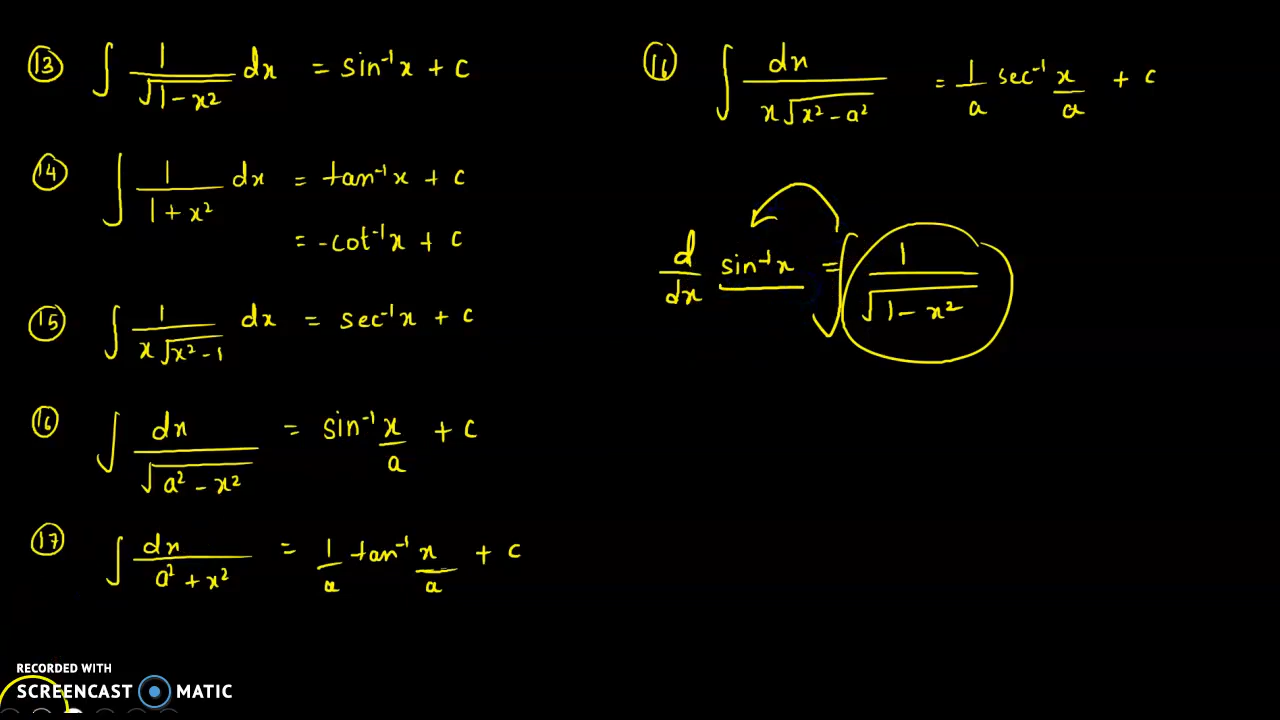 ⑬ ∫ 1/√(1-x²) dx = sin⁻¹x + c
⑭ ∫ 1/(1+x²) dx = tan⁻¹x + c
= -cot⁻¹x + c
⑮ ∫ 1/(x√(x²-1)) dx = sec⁻¹x + c
⑯ ∫ dx/√(a²-x²) = sin⁻¹ x/a + c
⑰ ∫ dx/(a²+x²) = 1/a tan⁻¹ x/a + c
⑯ ∫ dx/(x√(x²-a²)) = 1/a sec⁻¹ x/a + c
d/dx sin⁻¹x = ∫ 1/√(1-x²)
RECORDED WITH
SCREENCAST MATIC